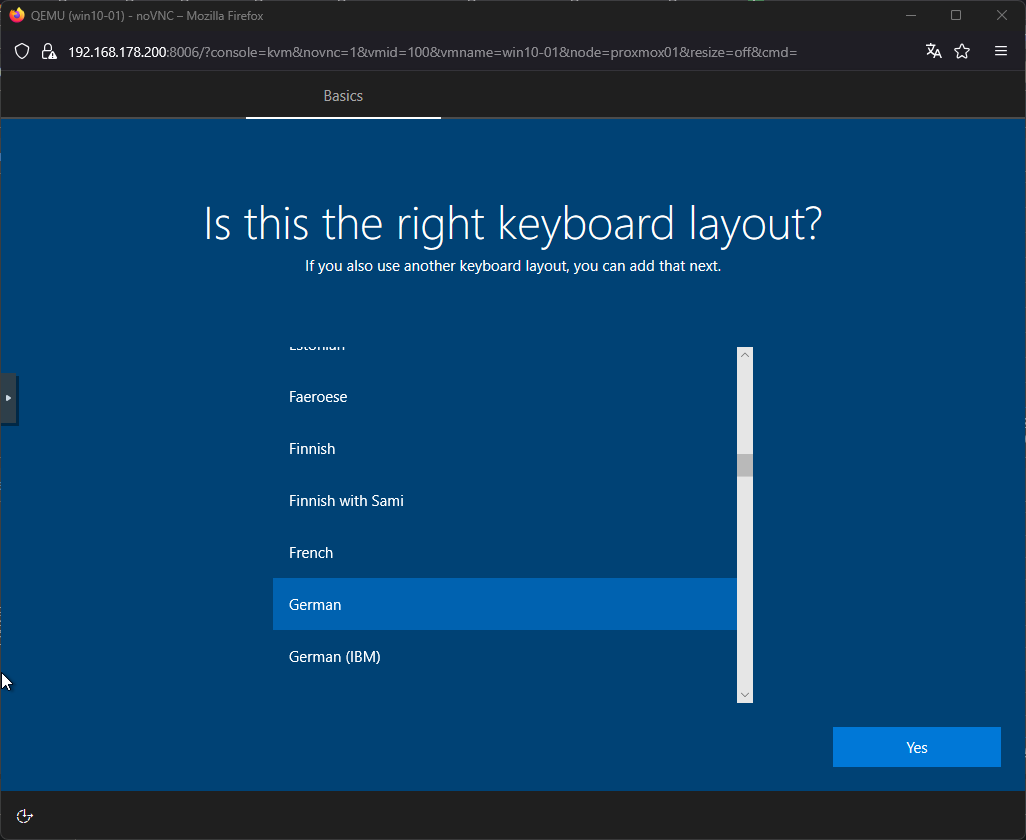 QEMU (win10-01) - noVNC – Mozilla Firefox
192.168.178.200:8006/?console=kvm&novnc=1&vmid=100&vmname=win10-01&node=proxmox01&resize=off&cmd=
Basics
Is this the right keyboard layout?
If you also use another keyboard layout, you can add that next.
Estonian
Faeroese
Finnish
Finnish with Sami
French
German
German (IBM)
Yes